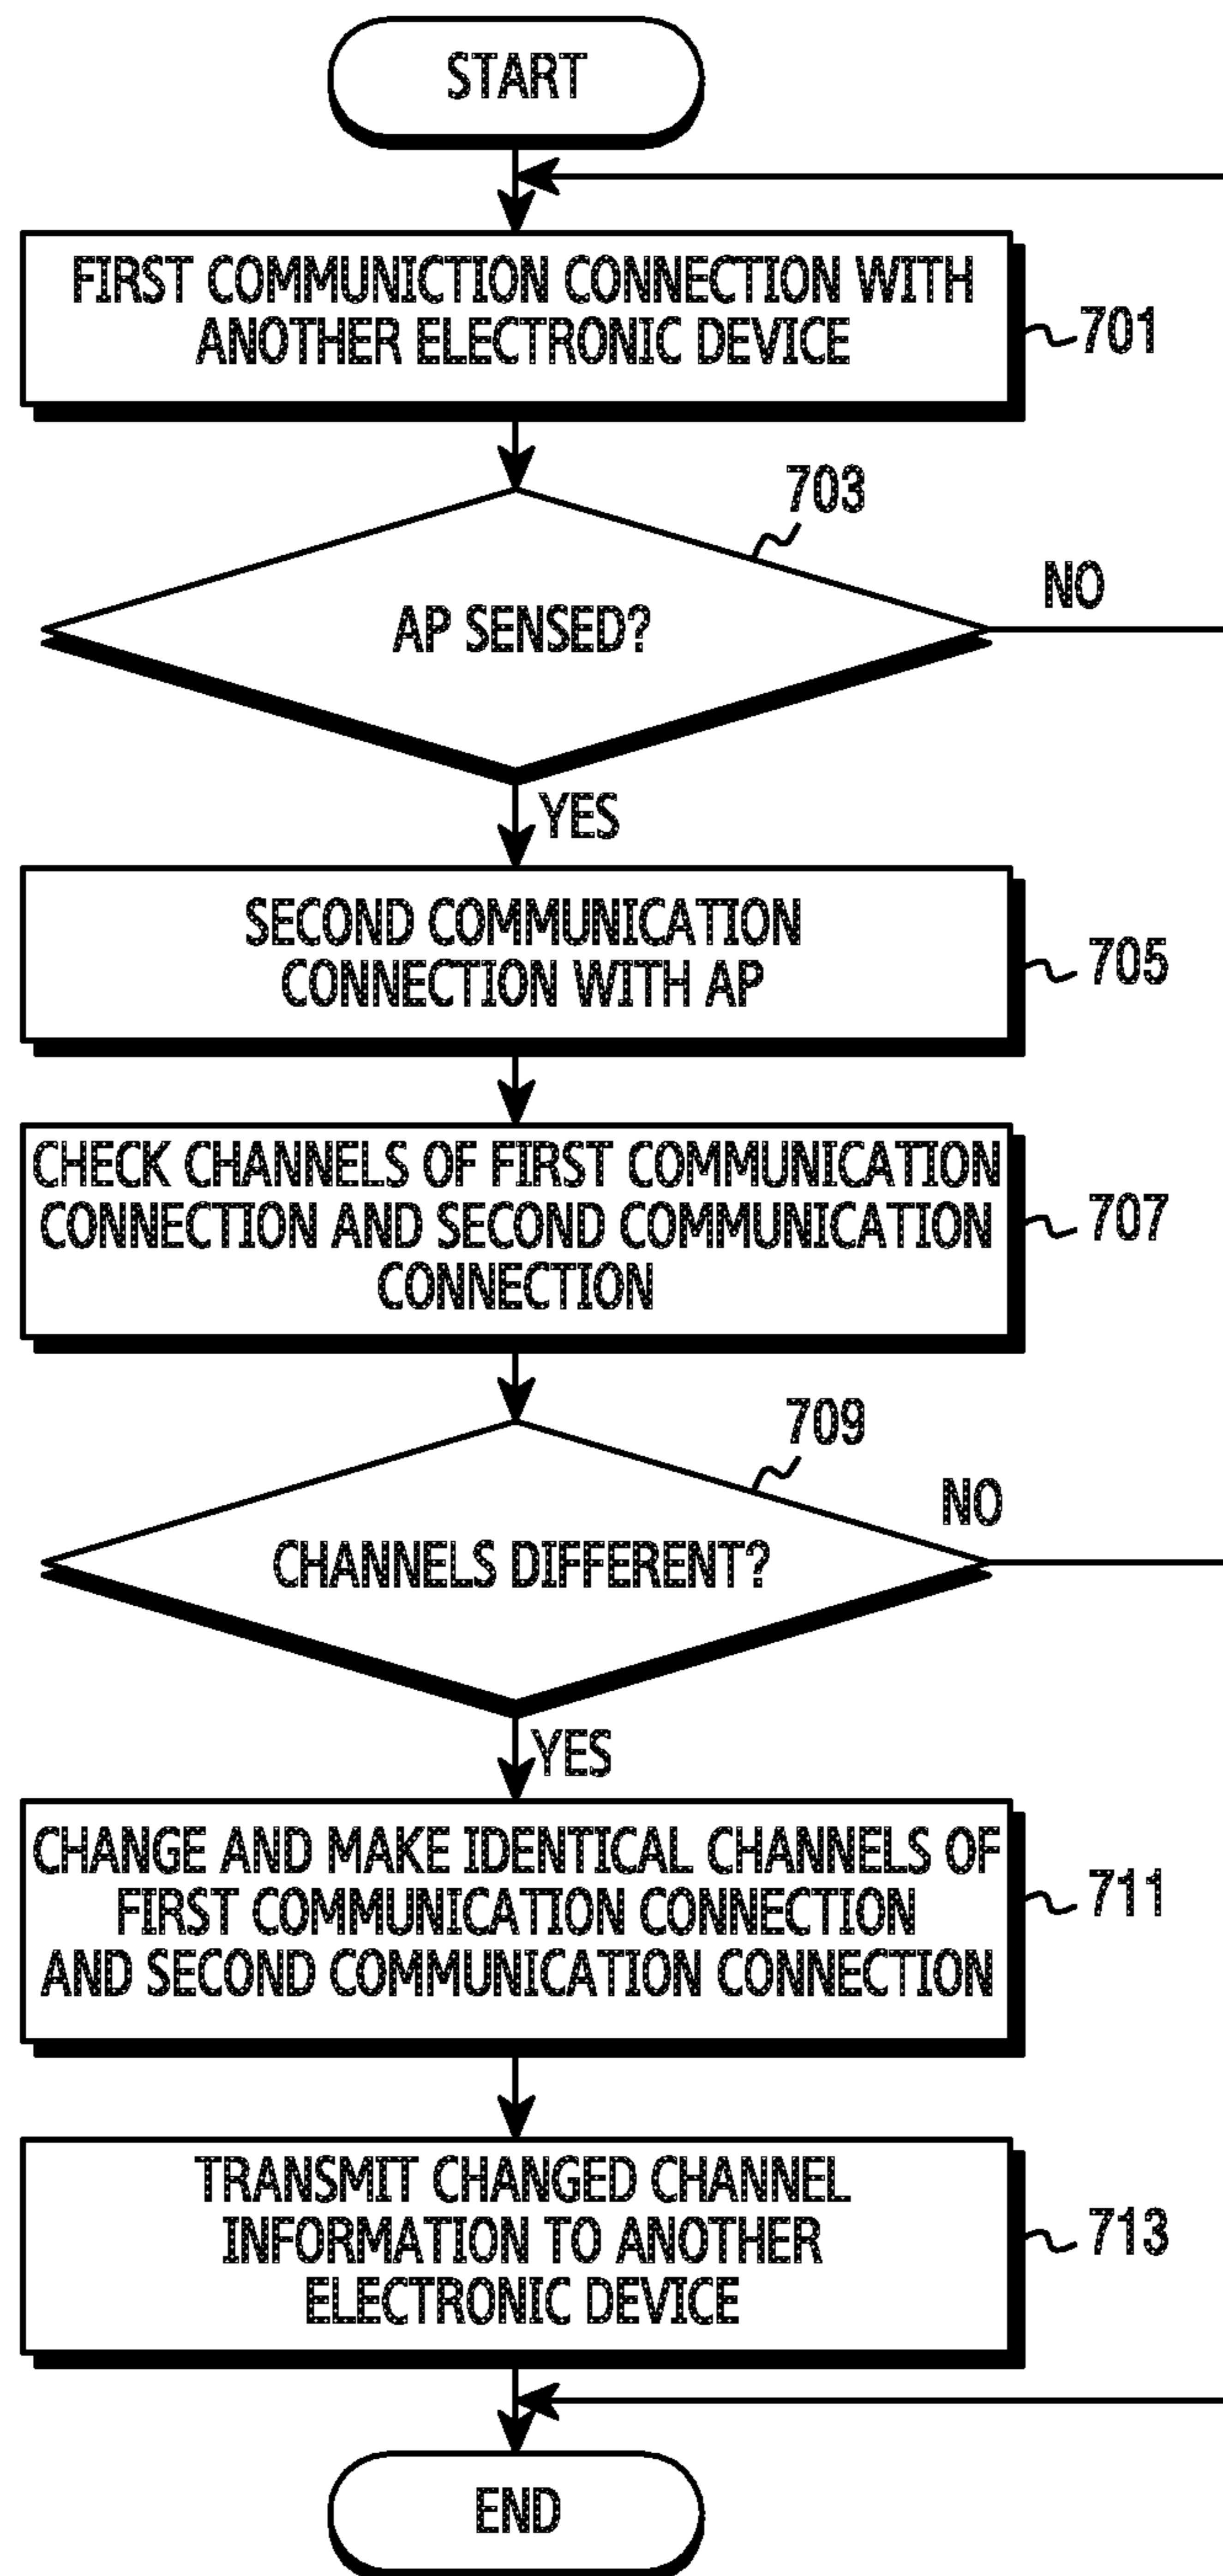 START
FIRST COMMUNICTION CONNECTION WITH
ANOTHER ELECTRONIC DEVICE
701
703
AP SENSED?
NO
YES
SECOND COMMUNICATION
CONNECTION WITH AP
705
CHECK CHANNELS OF FIRST COMMUNICATION
CONNECTION AND SECOND COMMUNICATION
CONNECTION
707
709
CHANNELS DIFFERENT?
NO
YES
CHANGE AND MAKE IDENTICAL CHANNELS OF
FIRST COMMUNICATION CONNECTION
AND SECOND COMMUNICATION CONNECTION
711
TRANSMIT CHANGED CHANNEL
INFORMATION TO ANOTHER
ELECTRONIC DEVICE
713
END